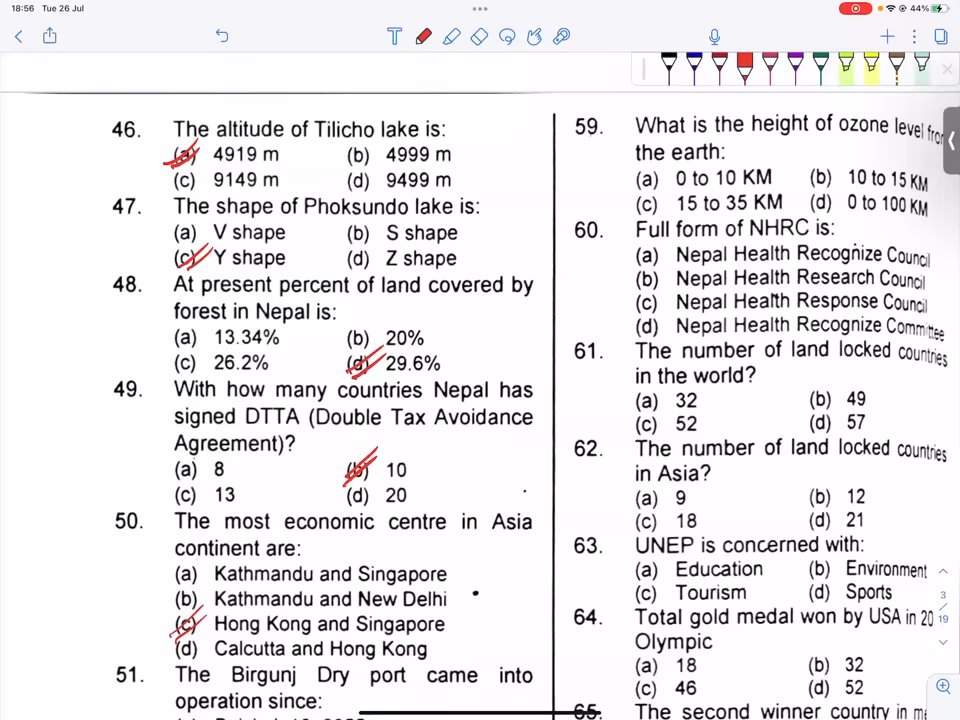 18:56 Tue 26 Jul
44%
46. The altitude of Tilicho lake is:
(a) 4919 m (b) 4999 m
(c) 9149 m (d) 9499 m
47. The shape of Phoksundo lake is:
(a) V shape (b) S shape
(c) Y shape (d) Z shape
48. At present percent of land covered by
forest in Nepal is:
(a) 13.34% (b) 20%
(c) 26.2% (d) 29.6%
49. With how many countries Nepal has
signed DTTA (Double Tax Avoidance
Agreement)?
(a) 8 (b) 10
(c) 13 (d) 20
50. The most economic centre in Asia
continent are:
(a) Kathmandu and Singapore
(b) Kathmandu and New Delhi
(c) Hong Kong and Singapore
(d) Calcutta and Hong Kong
51. The Birgunj Dry port came into
operation since:
59. What is the height of ozone level from
the earth:
(a) 0 to 10 KM (b) 10 to 15 KM
(c) 15 to 35 KM (d) 0 to 100 KM
60. Full form of NHRC is:
(a) Nepal Health Recognize Council
(b) Nepal Health Research Council
(c) Nepal Health Response Council
(d) Nepal Health Recognize Committee
61. The number of land locked countries
in the world?
(a) 32 (b) 49
(c) 52 (d) 57
62. The number of land locked countries
in Asia?
(a) 9 (b) 12
(c) 18 (d) 21
63. UNEP is concerned with:
(a) Education (b) Environment
(c) Tourism (d) Sports
64. Total gold medal won by USA in 20
Olympic
(a) 18 (b) 32
(c) 46 (d) 52
65. The second winner country in
3
19